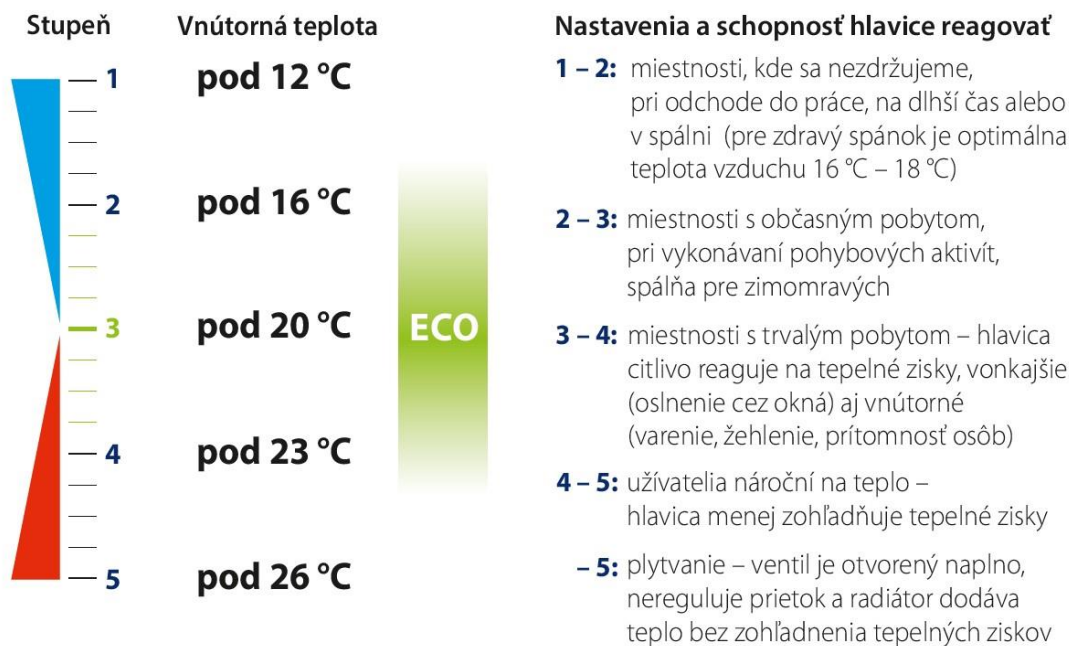 Stupeň
Vnútorná teplota
1
pod 12 °C
2
pod 16 °C
3
pod 20 °C
ECO
4
pod 23 °C
5
pod 26 °C
Nastavenia a schopnosť hlavice reagovať
1 – 2: miestnosti, kde sa nezdržujeme,
pri odchode do práce, na dlhší čas alebo
v spálni (pre zdravý spánok je optimálna
teplota vzduchu 16 °C – 18 °C)
2 – 3: miestnosti s občasným pobytom,
pri vykonávaní pohybových aktivít,
spálňa pre zimomravých
3 – 4: miestnosti s trvalým pobytom – hlavica
citlivo reaguje na tepelné zisky, vonkajšie
(oslnenie cez okná) aj vnútorné
(varenie, žehlenie, prítomnosť osôb)
4 – 5: užívatelia nároční na teplo –
hlavica menej zohľadňuje tepelné zisky
– 5: plytvanie – ventil je otvorený naplno,
nereguluje prietok a radiátor dodáva
teplo bez zohľadnenia tepelných ziskov